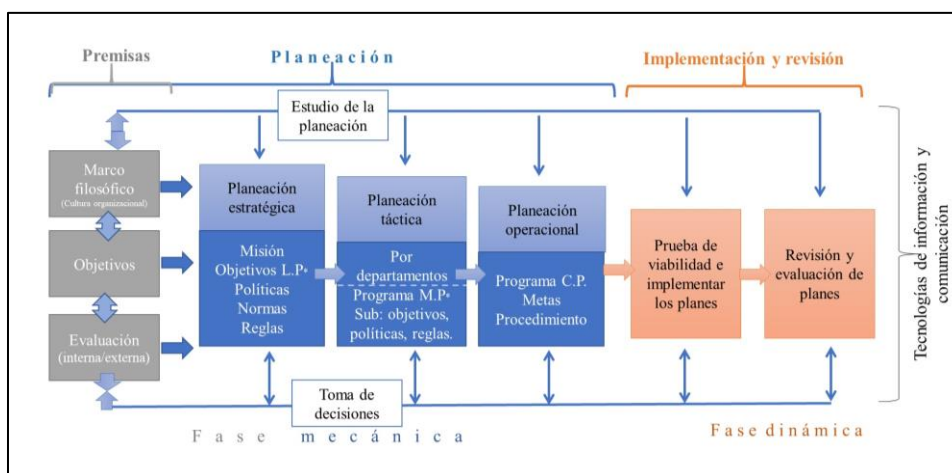 Premisas
Planeación
Implementación y revisión
Estudio de la
planeación
Marco
filosófico
(Cultura organizacional)
Objetivos
Evaluación
(interna/externa)
Planeación
estratégica
Misión
Objetivos L.P*
Políticas
Normas
Reglas
Planeación
táctica
Por
departamentos
Programa M.P*
Sub: objetivos,
políticas, reglas.
Planeación
operacional
Programa C.P.
Metas
Procedimiento
Prueba de
viabilidad e
implementar
los planes
Revisión y
evaluación de
planes
Tecnologías de información y
comunicación
Toma de
decisiones
Fase mecánica
Fase dinámica